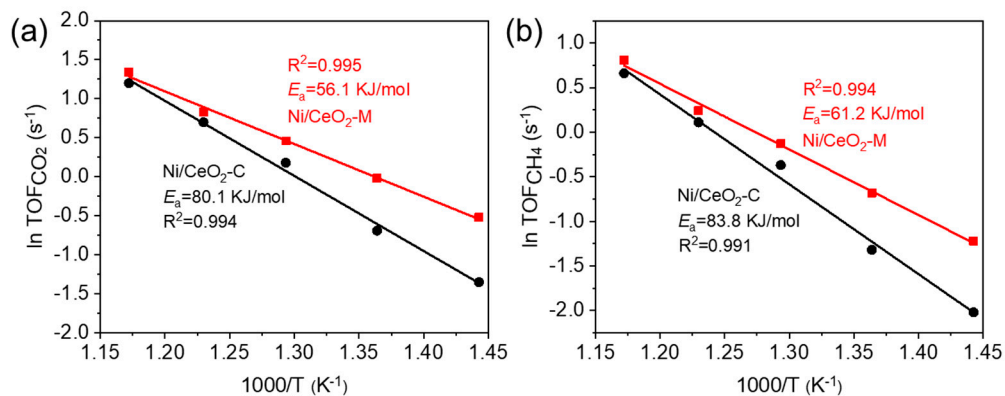 (a)
ln TOF_CO2 (s⁻¹)
2.0
1.5
1.0
0.5
0.0
-0.5
-1.0
-1.5
-2.0
R²=0.995
Eₐ=56.1 KJ/mol
Ni/CeO₂-M
Ni/CeO₂-C
Eₐ=80.1 KJ/mol
R²=0.994
1.15 1.20 1.25 1.30 1.35 1.40 1.45
1000/T (K⁻¹)
(b)
ln TOF_CH4 (s⁻¹)
1.0
0.5
0.0
-0.5
-1.0
-1.5
-2.0
R²=0.994
Eₐ=61.2 KJ/mol
Ni/CeO₂-M
Ni/CeO₂-C
Eₐ=83.8 KJ/mol
R²=0.991
1.15 1.20 1.25 1.30 1.35 1.40 1.45
1000/T (K⁻¹)